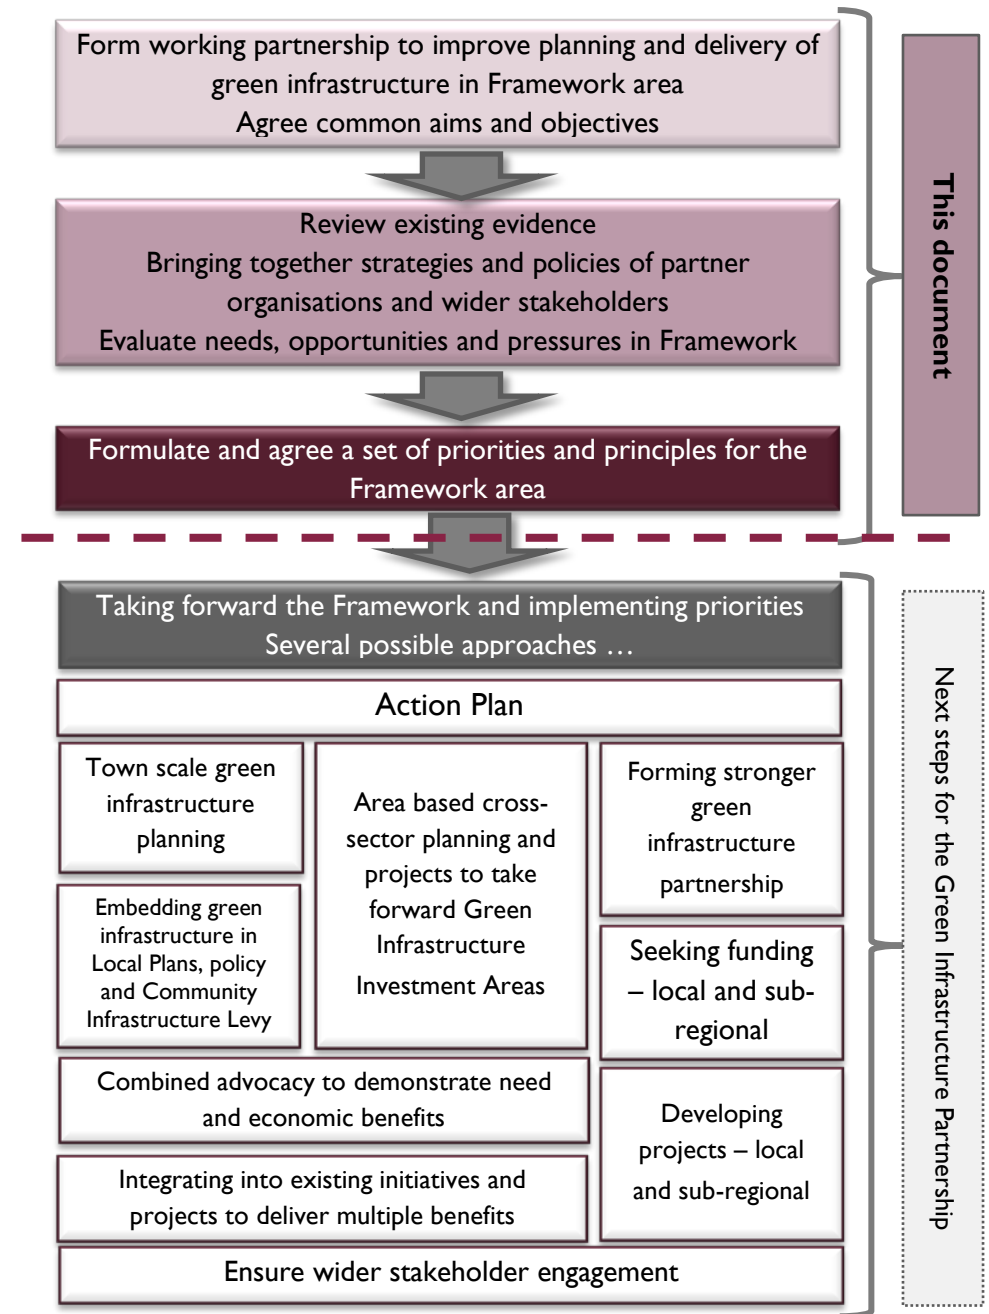 Form working partnership to improve planning and delivery of
green infrastructure in Framework area
Agree common aims and objectives
Review existing evidence
Bringing together strategies and policies of partner
organisations and wider stakeholders
Evaluate needs, opportunities and pressures in Framework
Formulate and agree a set of priorities and principles for the
Framework area
This document
Taking forward the Framework and implementing priorities
Several possible approaches …
Action Plan
Town scale green
infrastructure
planning
Embedding green
infrastructure in
Local Plans, policy
and Community
Infrastructure Levy
Area based cross-
sector planning and
projects to take
forward Green
Infrastructure
Investment Areas
Forming stronger
green
infrastructure
partnership
Seeking funding
– local and sub-
regional
Combined advocacy to demonstrate need
and economic benefits
Developing
projects – local
and sub-regional
Integrating into existing initiatives and
projects to deliver multiple benefits
Ensure wider stakeholder engagement
Next steps for the Green Infrastructure Partnership